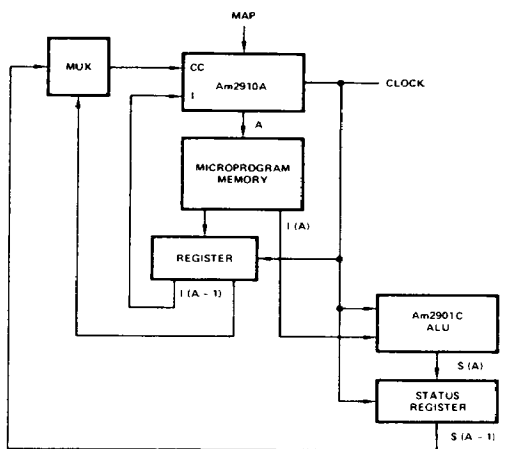 MAP
MUX
CC
I
Am2910A
CLOCK
A
MICROPROGRAM
MEMORY
I (A)
REGISTER
I (A - 1)
Am2901C
ALU
S (A)
STATUS
REGISTER
S (A - 1)